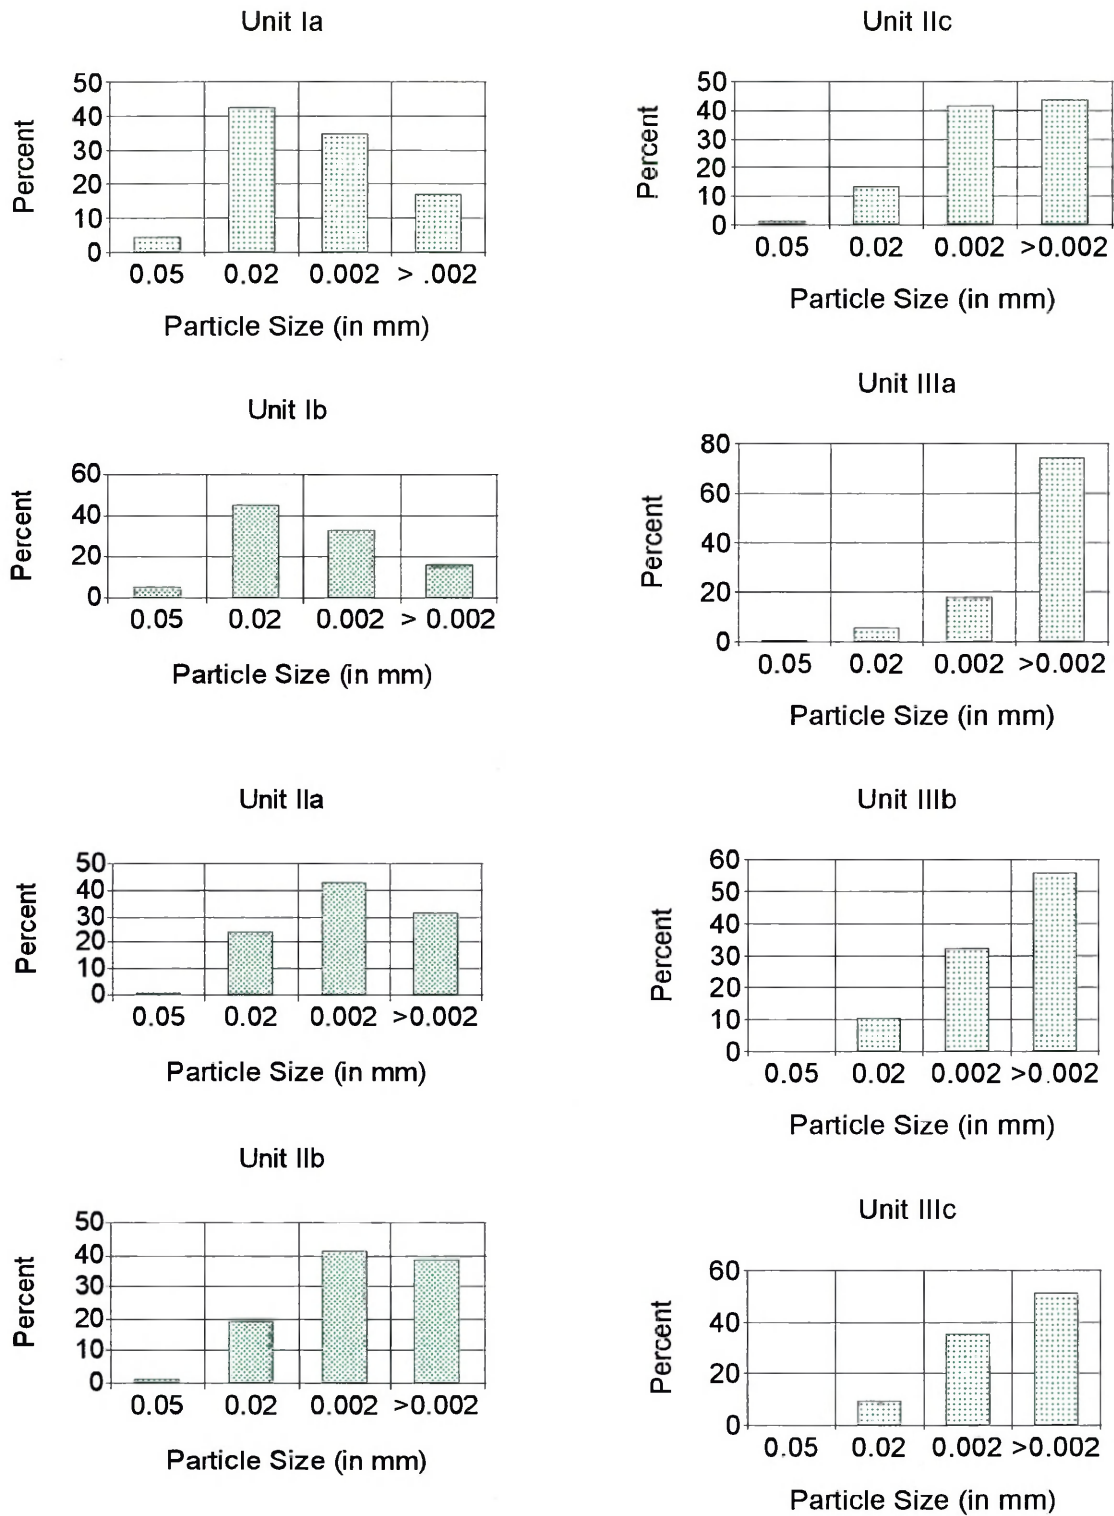 Unit Ia
Percent
50
40
30
20
10
0
0.05 0.02 0.002 > .002
Particle Size (in mm)
Unit Ib
Percent
60
40
20
0
0.05 0.02 0.002 > 0.002
Particle Size (in mm)
Unit IIa
Percent
50
40
30
20
10
0
0.05 0.02 0.002 >0.002
Particle Size (in mm)
Unit IIb
Percent
50
40
30
20
10
0
0.05 0.02 0.002 >0.002
Particle Size (in mm)
Unit IIc
Percent
50
40
30
20
10
0
0.05 0.02 0.002 >0.002
Particle Size (in mm)
Unit IIIa
Percent
80
60
40
20
0
0.05 0.02 0.002 >0.002
Particle Size (in mm)
Unit IIIb
Percent
60
50
40
30
20
10
0
0.05 0.02 0.002 >0.002
Particle Size (in mm)
Unit IIIc
Percent
60
40
20
0
0.05 0.02 0.002 >0.002
Particle Size (in mm)